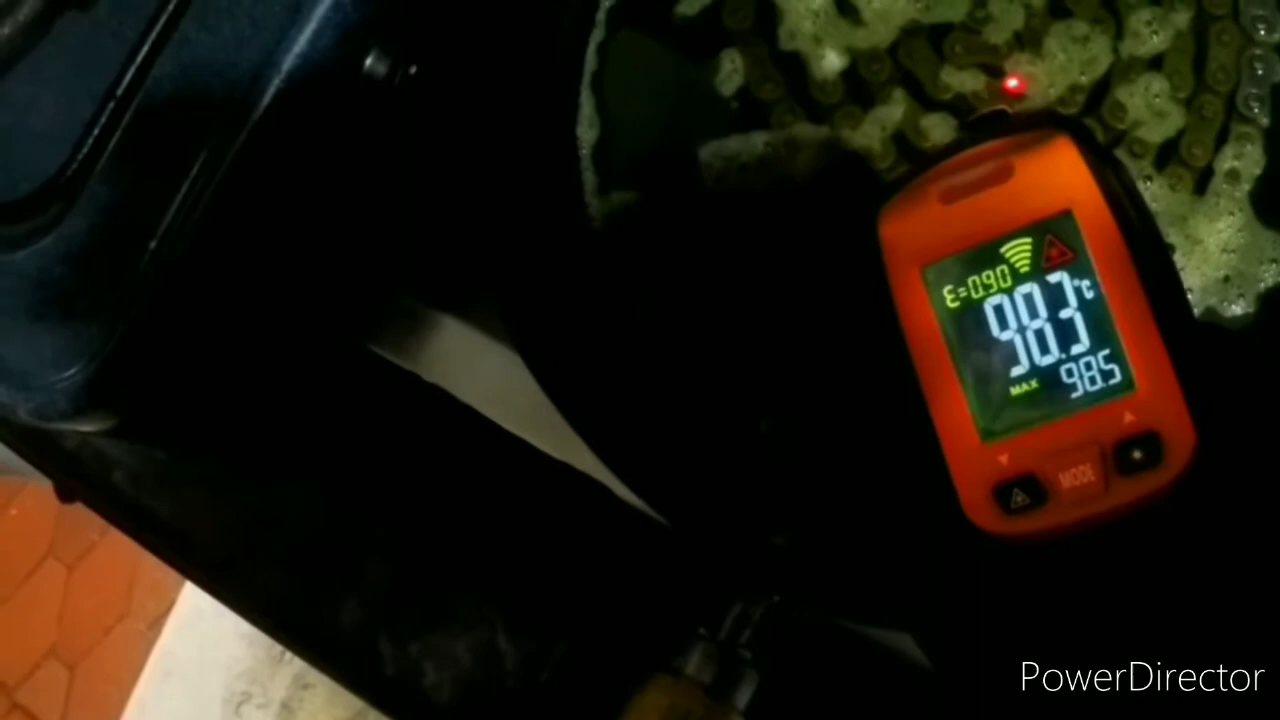 ε=0.90
98.3°C
MAX 98.5
MODE
PowerDirector